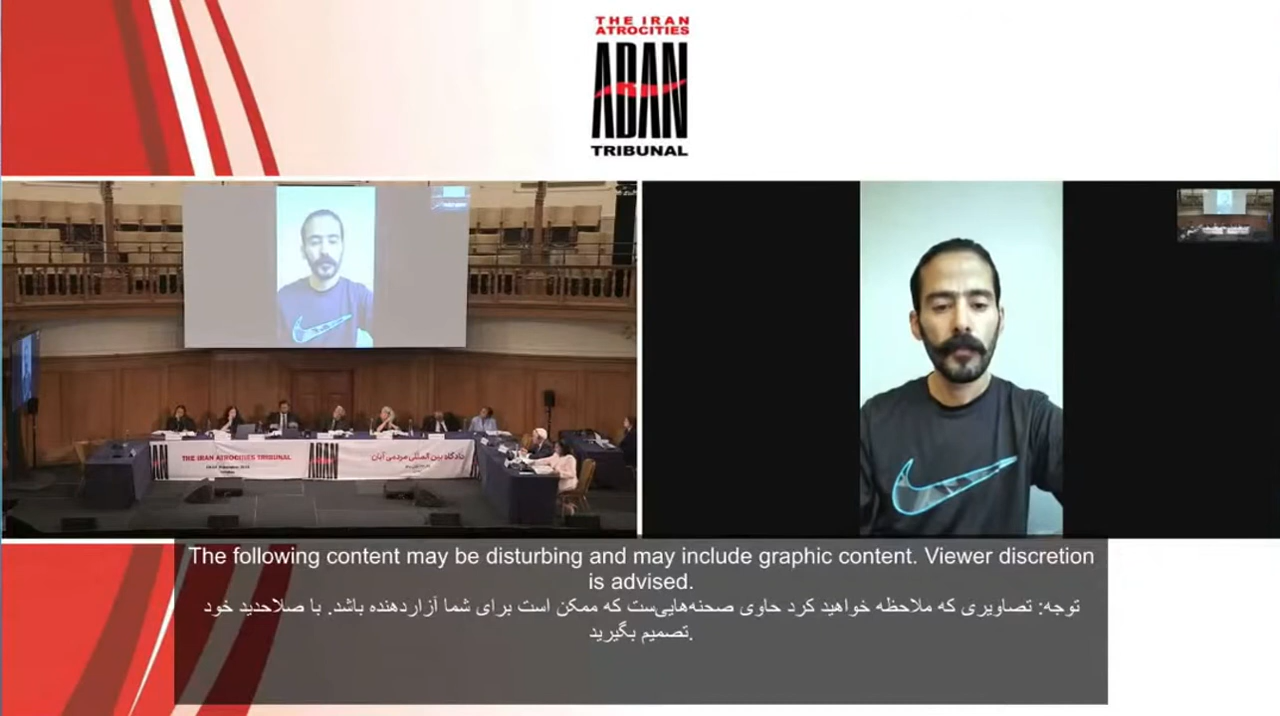 THE IRAN
ATROCITIES
ABAN
TRIBUNAL
THE IRAN ATROCITIES TRIBUNAL
ABAN
دادگاه بین‌المللی مردمی آبان
The following content may be disturbing and may include graphic content. Viewer discretion
is advised.
توجه: تصاویری که ملاحظه خواهید کرد حاوی صحنه‌هایی‌ست که ممکن است برای شما آزاردهنده باشد. با صلاحدید خود
تصمیم بگیرید.